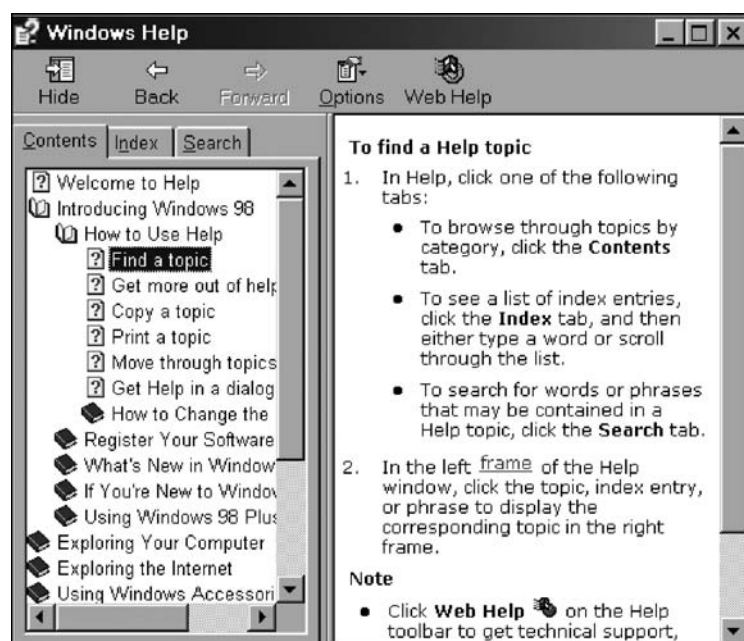 Windows Help
Hide Back Forward Options Web Help
Contents Index Search
Welcome to Help
Introducing Windows 98
How to Use Help
Find a topic
Get more out of help
Copy a topic
Print a topic
Move through topics
Get Help in a dialog
How to Change the
Register Your Software
What's New in Window
If You're New to Window
Using Windows 98 Plus
Exploring Your Computer
Exploring the Internet
Using Windows Accessori
To find a Help topic
1. In Help, click one of the following
tabs:
• To browse through topics by
category, click the Contents
tab.
• To see a list of index entries,
click the Index tab, and then
either type a word or scroll
through the list.
• To search for words or phrases
that may be contained in a
Help topic, click the Search tab.
2. In the left frame of the Help
window, click the topic, index entry,
or phrase to display the
corresponding topic in the right
frame.
Note
• Click Web Help on the Help
toolbar to get technical support,